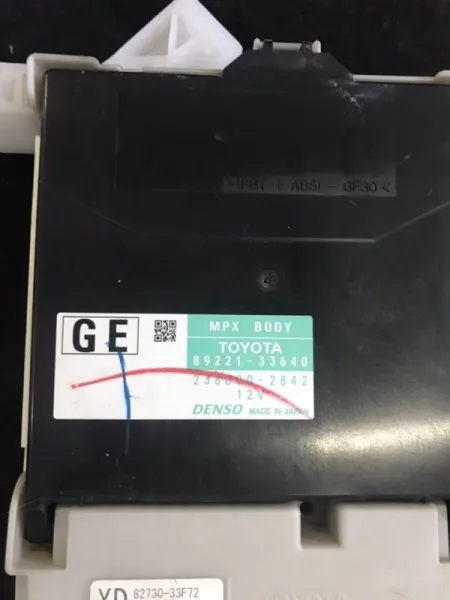 GE
MPX BODY
TOYOTA
89221-33640
238000-2842
12V
DENSO MADE IN JAPAN
YD 82730-33F72